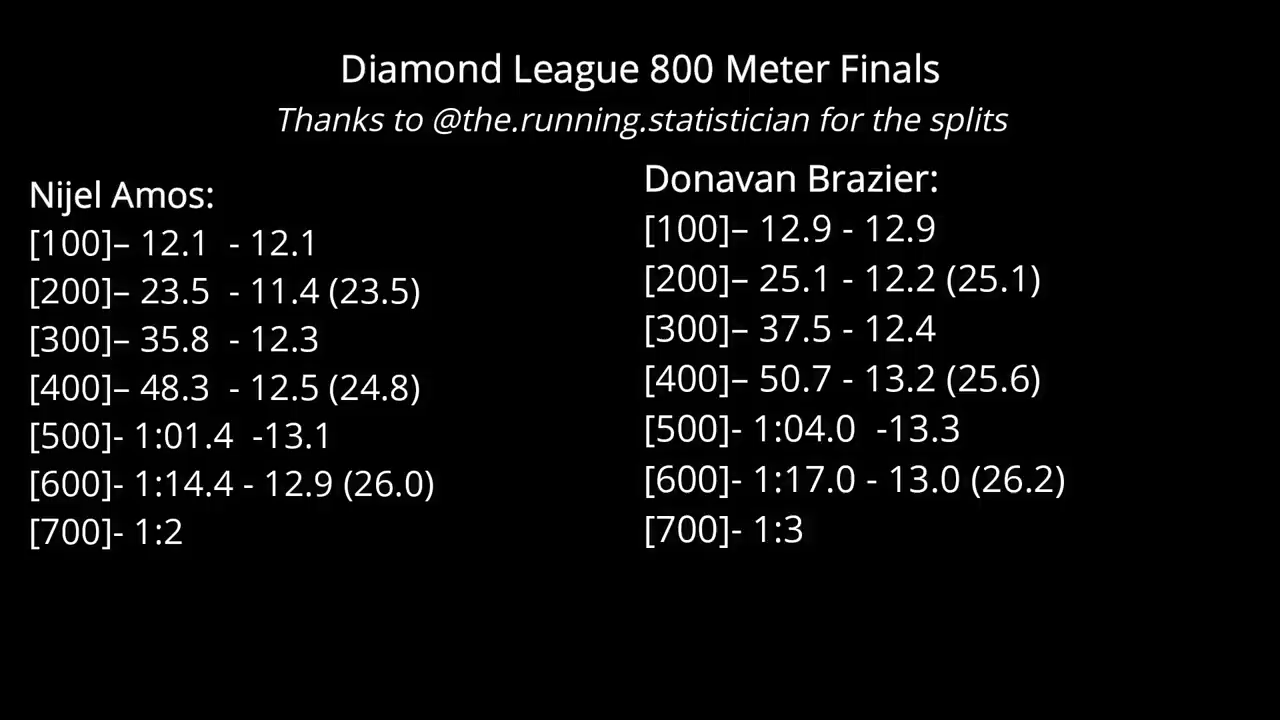 Diamond League 800 Meter Finals
Thanks to @the.running.statistician for the splits
Nijel Amos:
[100]– 12.1  - 12.1
[200]– 23.5  - 11.4 (23.5)
[300]– 35.8  - 12.3
[400]– 48.3  - 12.5 (24.8)
[500]- 1:01.4  -13.1
[600]- 1:14.4 - 12.9 (26.0)
[700]- 1:2
Donavan Brazier:
[100]– 12.9 - 12.9
[200]– 25.1 - 12.2 (25.1)
[300]– 37.5 - 12.4
[400]– 50.7 - 13.2 (25.6)
[500]- 1:04.0  -13.3
[600]- 1:17.0 - 13.0 (26.2)
[700]- 1:3